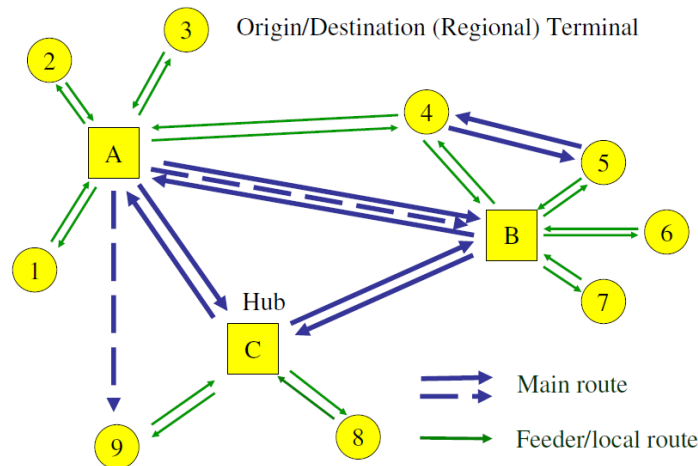 Origin/Destination (Regional) Terminal
3
2
4
A
5
B
6
1
7
Hub
C
Main route
9
8
Feeder/local route